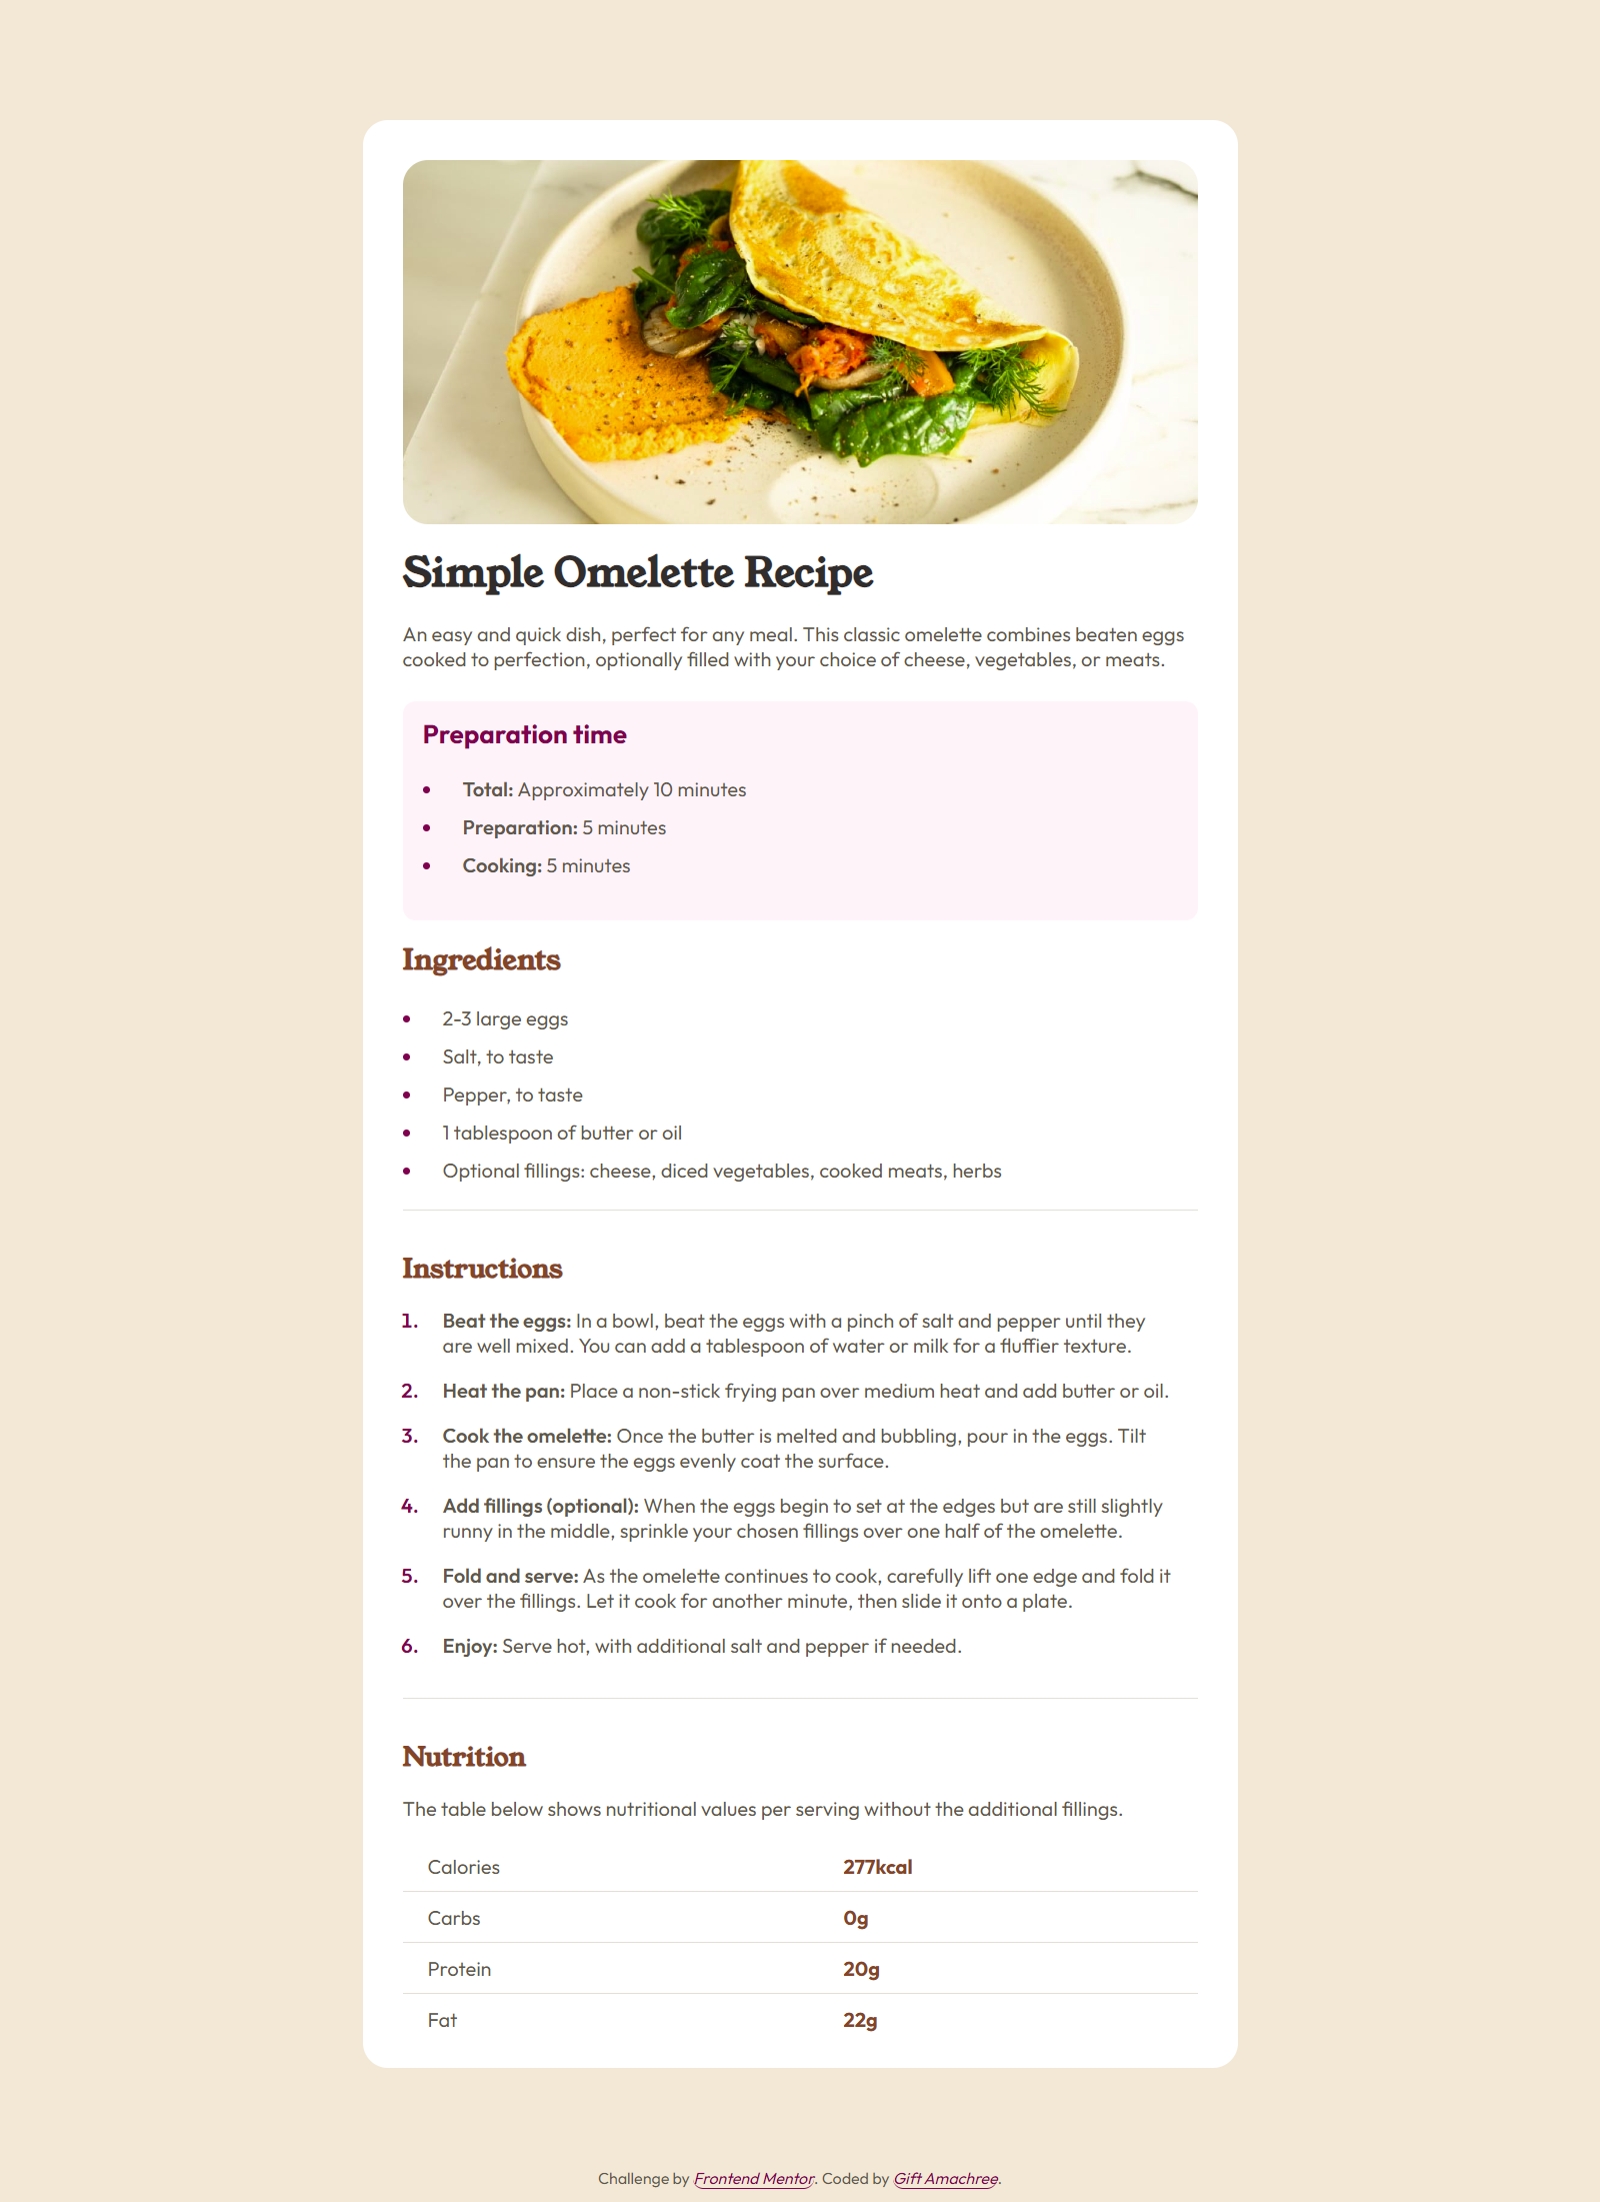 Simple Omelette Recipe
An easy and quick dish, perfect for any meal. This classic omelette combines beaten eggs
cooked to perfection, optionally filled with your choice of cheese, vegetables, or meats.
Preparation time
• Total: Approximately 10 minutes
• Preparation: 5 minutes
• Cooking: 5 minutes
Ingredients
• 2-3 large eggs
• Salt, to taste
• Pepper, to taste
• 1 tablespoon of butter or oil
• Optional fillings: cheese, diced vegetables, cooked meats, herbs
Instructions
1. Beat the eggs: In a bowl, beat the eggs with a pinch of salt and pepper until they
are well mixed. You can add a tablespoon of water or milk for a fluffier texture.
2. Heat the pan: Place a non-stick frying pan over medium heat and add butter or oil.
3. Cook the omelette: Once the butter is melted and bubbling, pour in the eggs. Tilt
the pan to ensure the eggs evenly coat the surface.
4. Add fillings (optional): When the eggs begin to set at the edges but are still slightly
runny in the middle, sprinkle your chosen fillings over one half of the omelette.
5. Fold and serve: As the omelette continues to cook, carefully lift one edge and fold it
over the fillings. Let it cook for another minute, then slide it onto a plate.
6. Enjoy: Serve hot, with additional salt and pepper if needed.
Nutrition
The table below shows nutritional values per serving without the additional fillings.
Calories 277kcal
Carbs 0g
Protein 20g
Fat 22g
Challenge by Frontend Mentor. Coded by Gift Amachree.